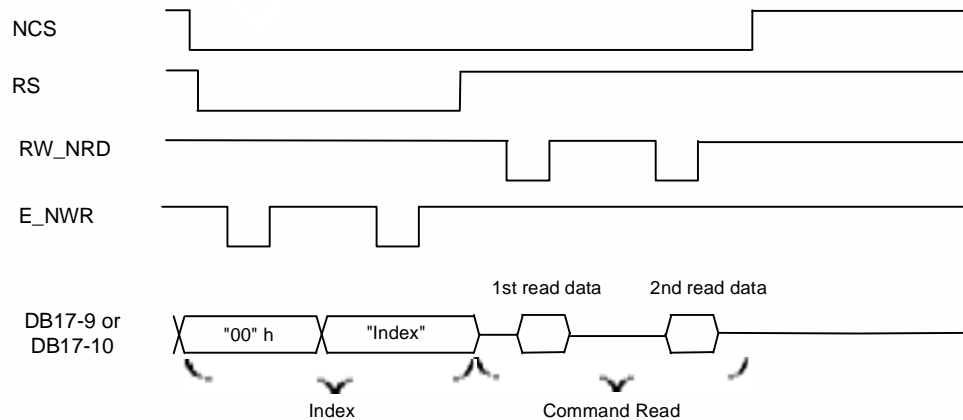 NCS
RS
RW_NRD
E_NWR
1st read data
2nd read data
DB17-9 or
DB17-10
"00" h
"Index"
Index
Command Read